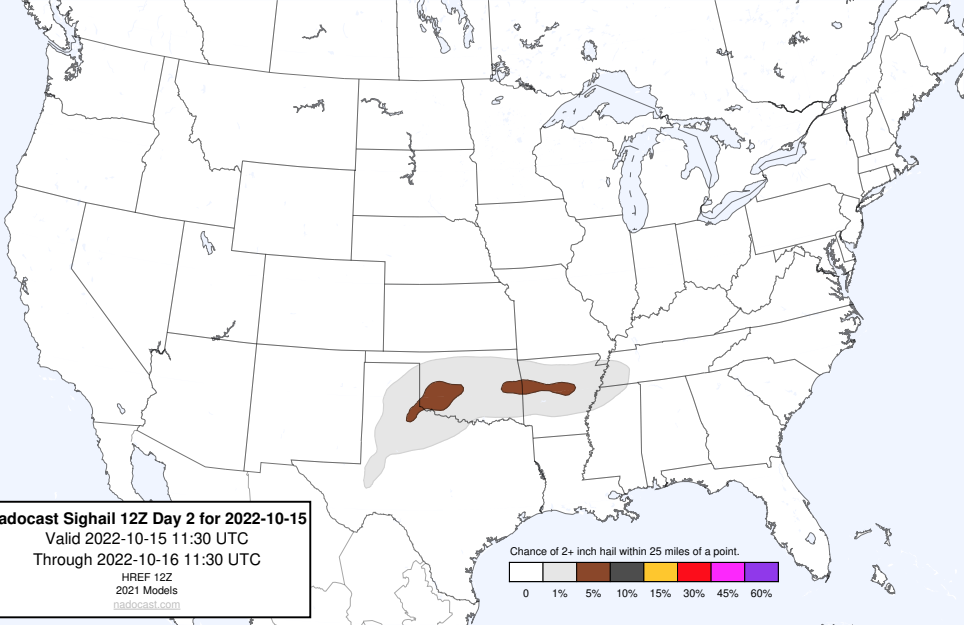 adocast Sighail 12Z Day 2 for 2022-10-15
Valid 2022-10-15 11:30 UTC
Through 2022-10-16 11:30 UTC
HREF 12Z
2021 Models
nadocast.com
Chance of 2+ inch hail within 25 miles of a point.
0 1% 5% 10% 15% 30% 45% 60%